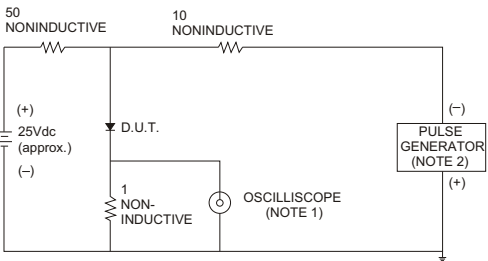 50
NONINDUCTIVE
10
NONINDUCTIVE
(+)
25Vdc
(approx.)
(–)
D.U.T.
1
NON-
INDUCTIVE
OSCILLISCOPE
(NOTE 1)
(–)
PULSE
GENERATOR
(NOTE 2)
(+)